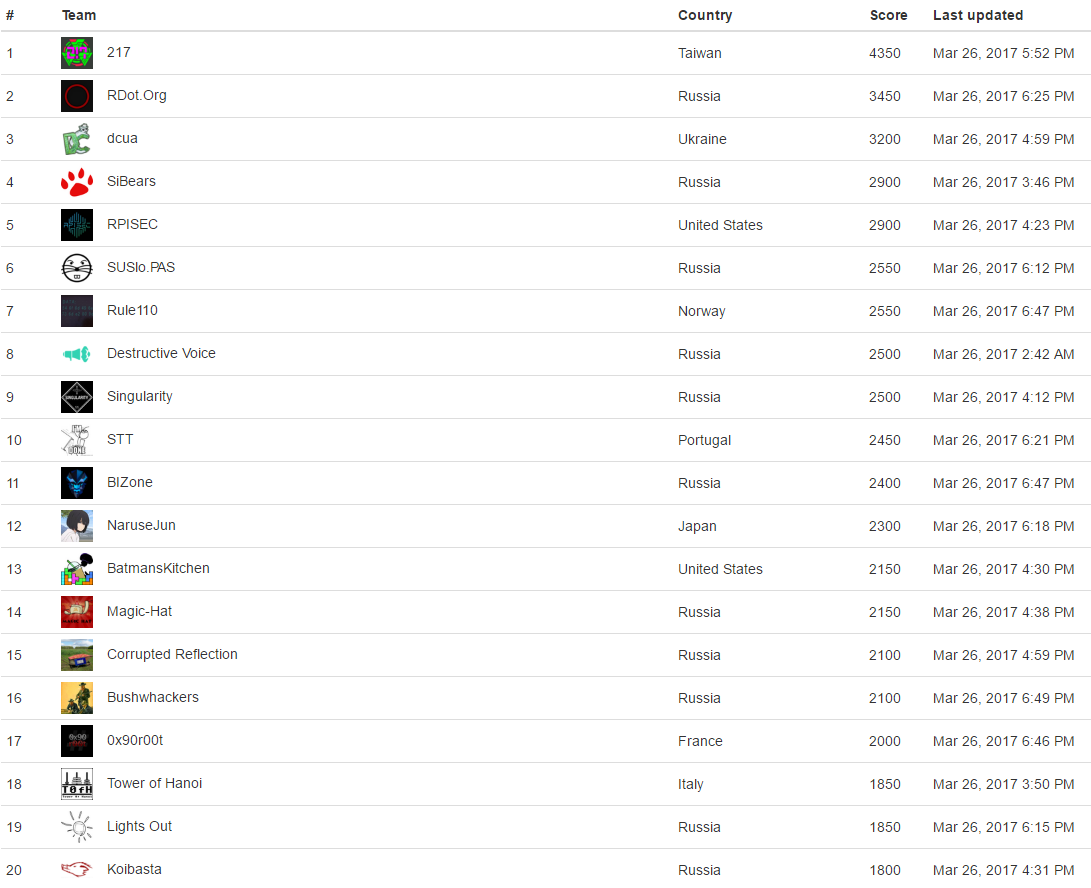 # Team Country Score Last updated
1 217 Taiwan 4350 Mar 26, 2017 5:52 PM
2 RDot.Org Russia 3450 Mar 26, 2017 6:25 PM
3 dcua Ukraine 3200 Mar 26, 2017 4:59 PM
4 SiBears Russia 2900 Mar 26, 2017 3:46 PM
5 RPISEC United States 2900 Mar 26, 2017 4:23 PM
6 SUSlo.PAS Russia 2550 Mar 26, 2017 6:12 PM
7 Rule110 Norway 2550 Mar 26, 2017 6:47 PM
8 Destructive Voice Russia 2500 Mar 26, 2017 2:42 AM
9 SINGULARITY Singularity Russia 2500 Mar 26, 2017 4:12 PM
10 STT Portugal 2450 Mar 26, 2017 6:21 PM
11 BIZone Russia 2400 Mar 26, 2017 6:47 PM
12 NaruseJun Japan 2300 Mar 26, 2017 6:18 PM
13 BatmansKitchen United States 2150 Mar 26, 2017 4:30 PM
14 Magic-Hat Russia 2150 Mar 26, 2017 4:38 PM
15 Corrupted Reflection Russia 2100 Mar 26, 2017 4:59 PM
16 Bushwhackers Russia 2100 Mar 26, 2017 6:49 PM
17 0x90 0x90r00t France 2000 Mar 26, 2017 6:46 PM
18 T0fH Tower of Hanoi Italy 1850 Mar 26, 2017 3:50 PM
19 Lights Out Russia 1850 Mar 26, 2017 6:15 PM
20 Koibasta Russia 1800 Mar 26, 2017 4:31 PM